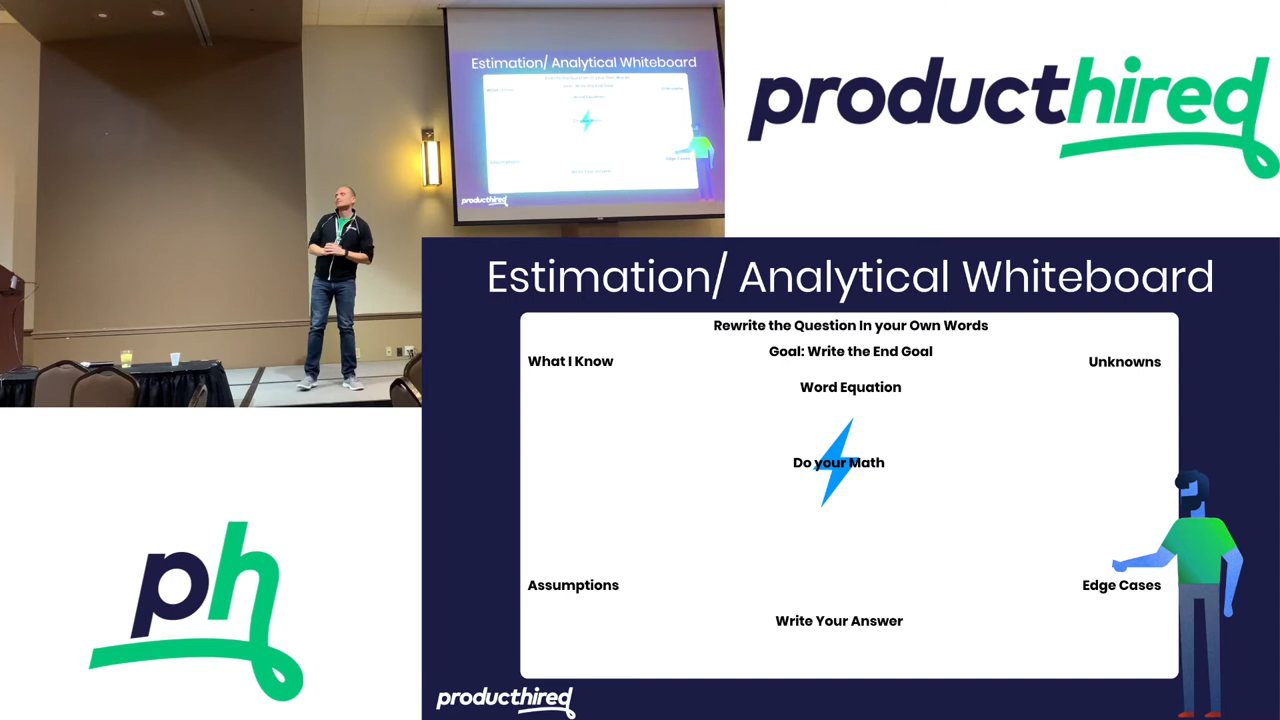 Estimation/ Analytical Whiteboard
producthired
producthired
Estimation/ Analytical Whiteboard
Rewrite the Question In your Own Words
Goal: Write the End Goal
What I Know
Unknowns
Word Equation
Do your Math
Assumptions
Edge Cases
Write Your Answer
producthired
ph